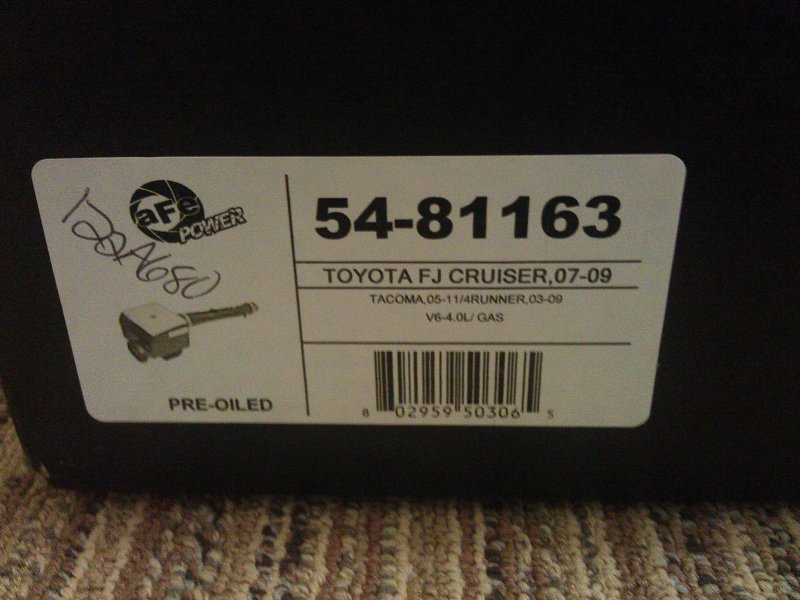 aFe
POWER
54-81163
TOYOTA FJ CRUISER,07-09
TACOMA,05-11/4RUNNER,03-09
V6-4.0L/ GAS
PRE-OILED
8 02959 50306 5